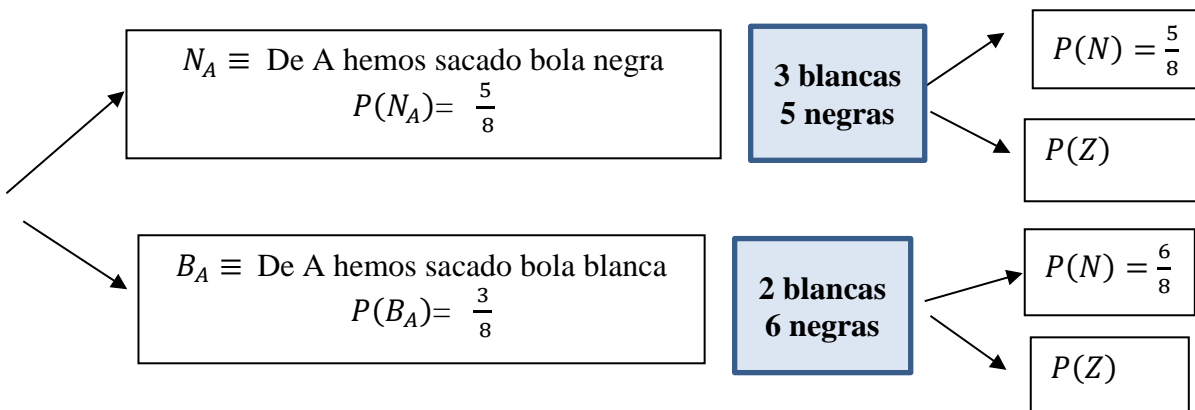 N_A ≡ De A hemos sacado bola negra
P(N_A)= 5/8
3 blancas
5 negras
P(N) = 5/8
P(Z)
B_A ≡ De A hemos sacado bola blanca
P(B_A)= 3/8
2 blancas
6 negras
P(N) = 6/8
P(Z)